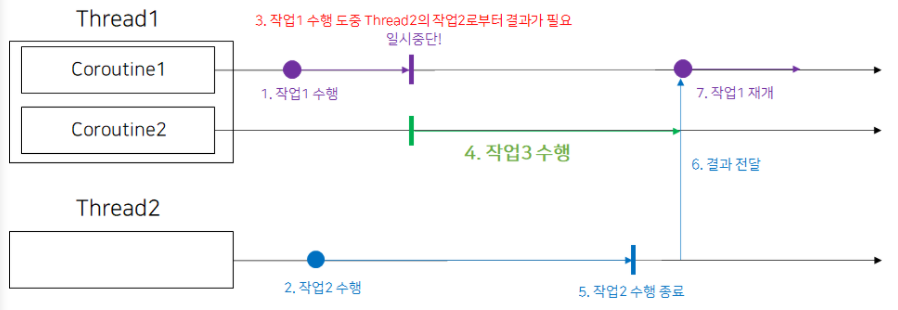 Thread1
3. 작업1 수행 도중 Thread2의 작업2로부터 결과가 필요
일시중단!
Coroutine1
1. 작업1 수행
7. 작업1 재개
Coroutine2
4. 작업3 수행
6. 결과 전달
Thread2
2. 작업2 수행
5. 작업2 수행 종료